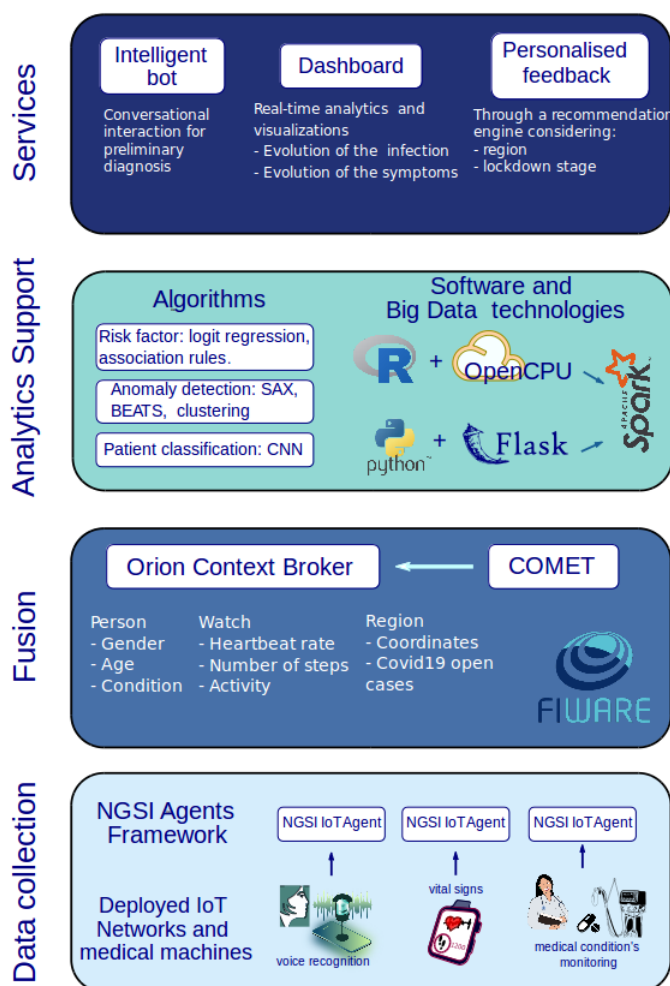 Services
Intelligent
bot
Conversational
interaction for
preliminary
diagnosis
Dashboard
Real-time analytics and
visualizations
- Evolution of the infection
- Evolution of the symptoms
Personalised
feedback
Through a recommendation
engine considering:
- region
- lockdown stage
Analytics Support
Algorithms
Risk factor: logit regression,
association rules.
Anomaly detection: SAX,
BEATS, clustering
Patient classification: CNN
Software and
Big Data technologies
R + OpenCPU
python™ + Flask
APACHE
Spark™
Fusion
Orion Context Broker
COMET
Person
- Gender
- Age
- Condition
Watch
- Heartbeat rate
- Number of steps
- Activity
Region
- Coordinates
- Covid19 open
cases
FIWARE
Data collection
NGSI Agents
Framework
NGSI IoTAgent
NGSI IoTAgent
NGSI IoTAgent
Deployed IoT
Networks and
medical machines
voice recognition
vital signs
medical condition's
monitoring